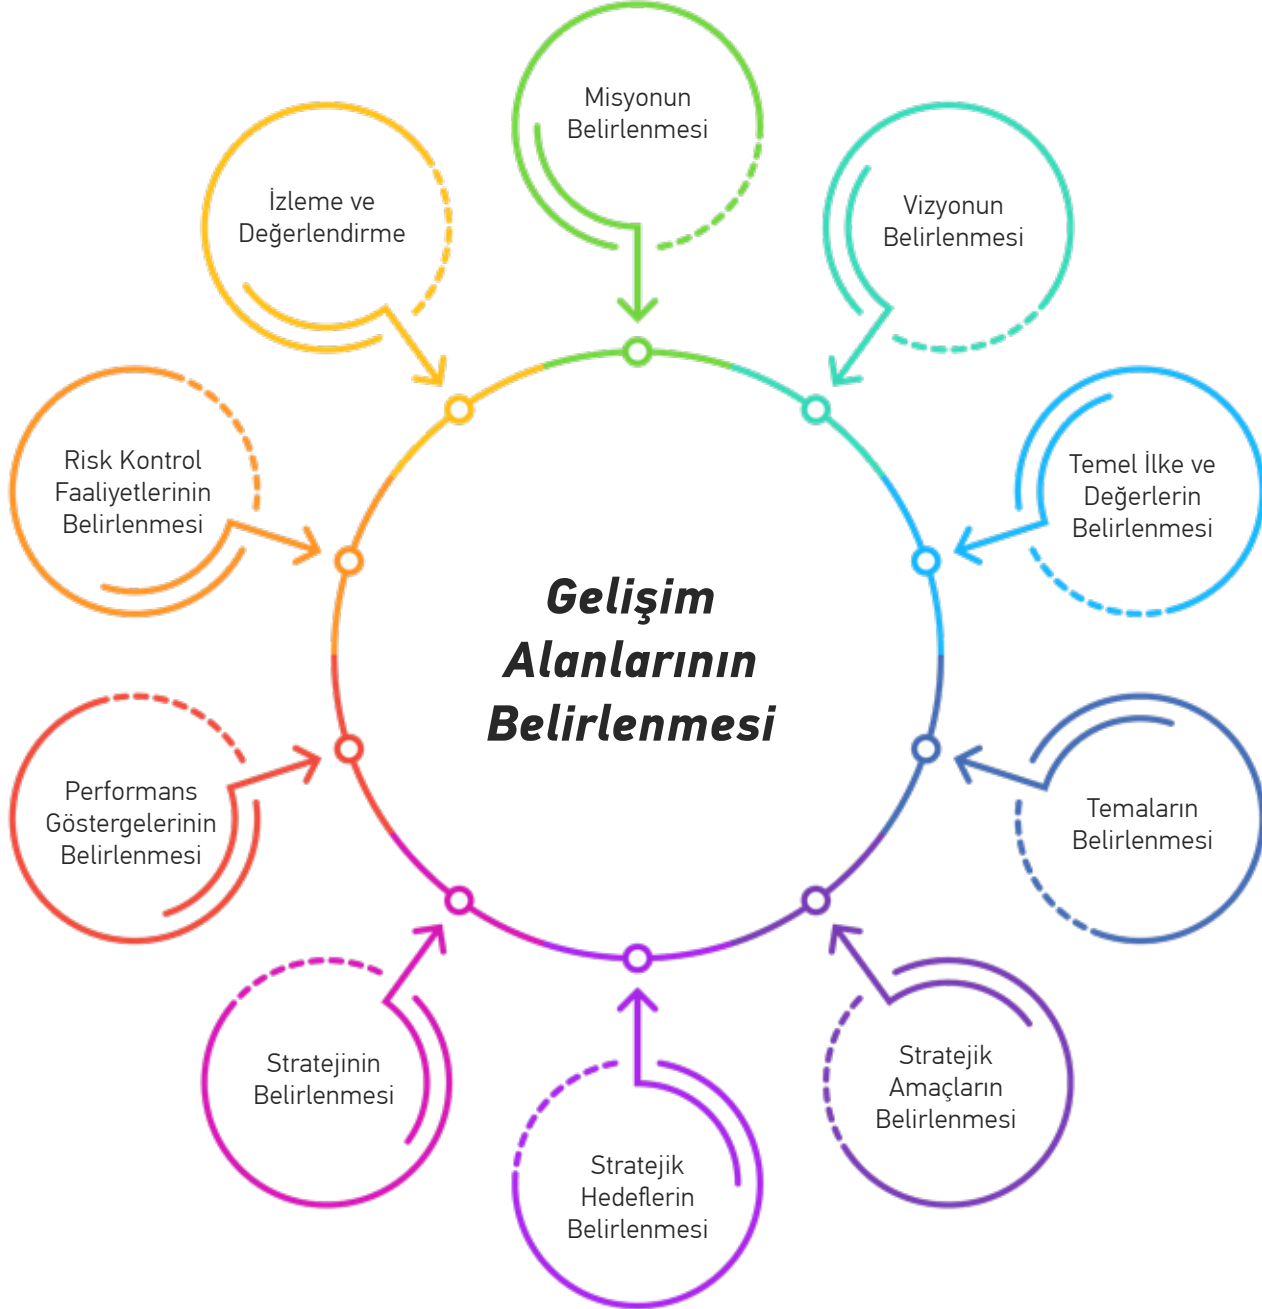 Misyonun
Belirlenmesi
Vizyonun
Belirlenmesi
Temel İlke ve
Değerlerin
Belirlenmesi
Temaların
Belirlenmesi
Stratejik
Amaçların
Belirlenmesi
Stratejik
Hedeflerin
Belirlenmesi
Stratejinin
Belirlenmesi
Performans
Göstergelerinin
Belirlenmesi
Risk Kontrol
Faaliyetlerinin
Belirlenmesi
İzleme ve
Değerlendirme
Gelişim
Alanlarının
Belirlenmesi